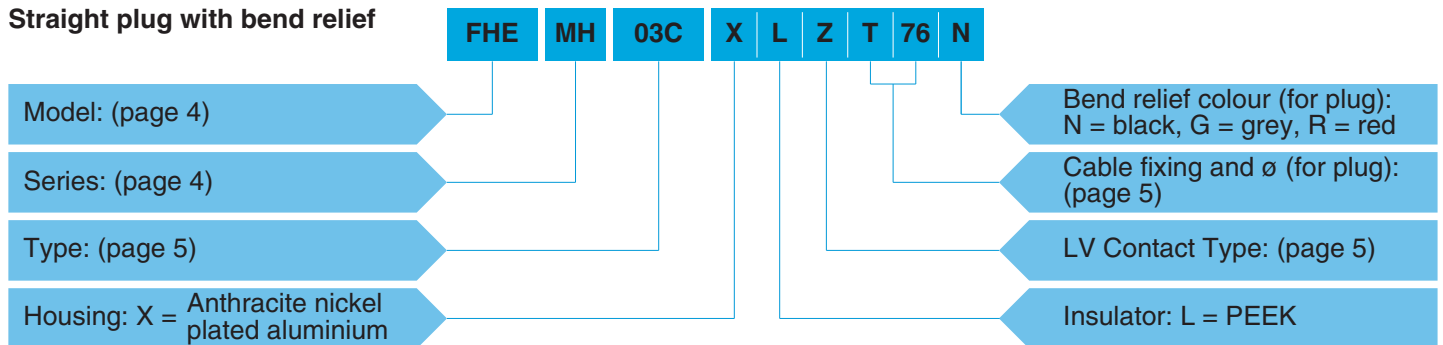 Straight plug with bend relief
FHE MH 03C X L Z T 76 N
Model: (page 4)
Series: (page 4)
Type: (page 5)
Housing: X = Anthracite nickel
plated aluminium
Bend relief colour (for plug):
N = black, G = grey, R = red
Cable fixing and ø (for plug):
(page 5)
LV Contact Type: (page 5)
Insulator: L = PEEK